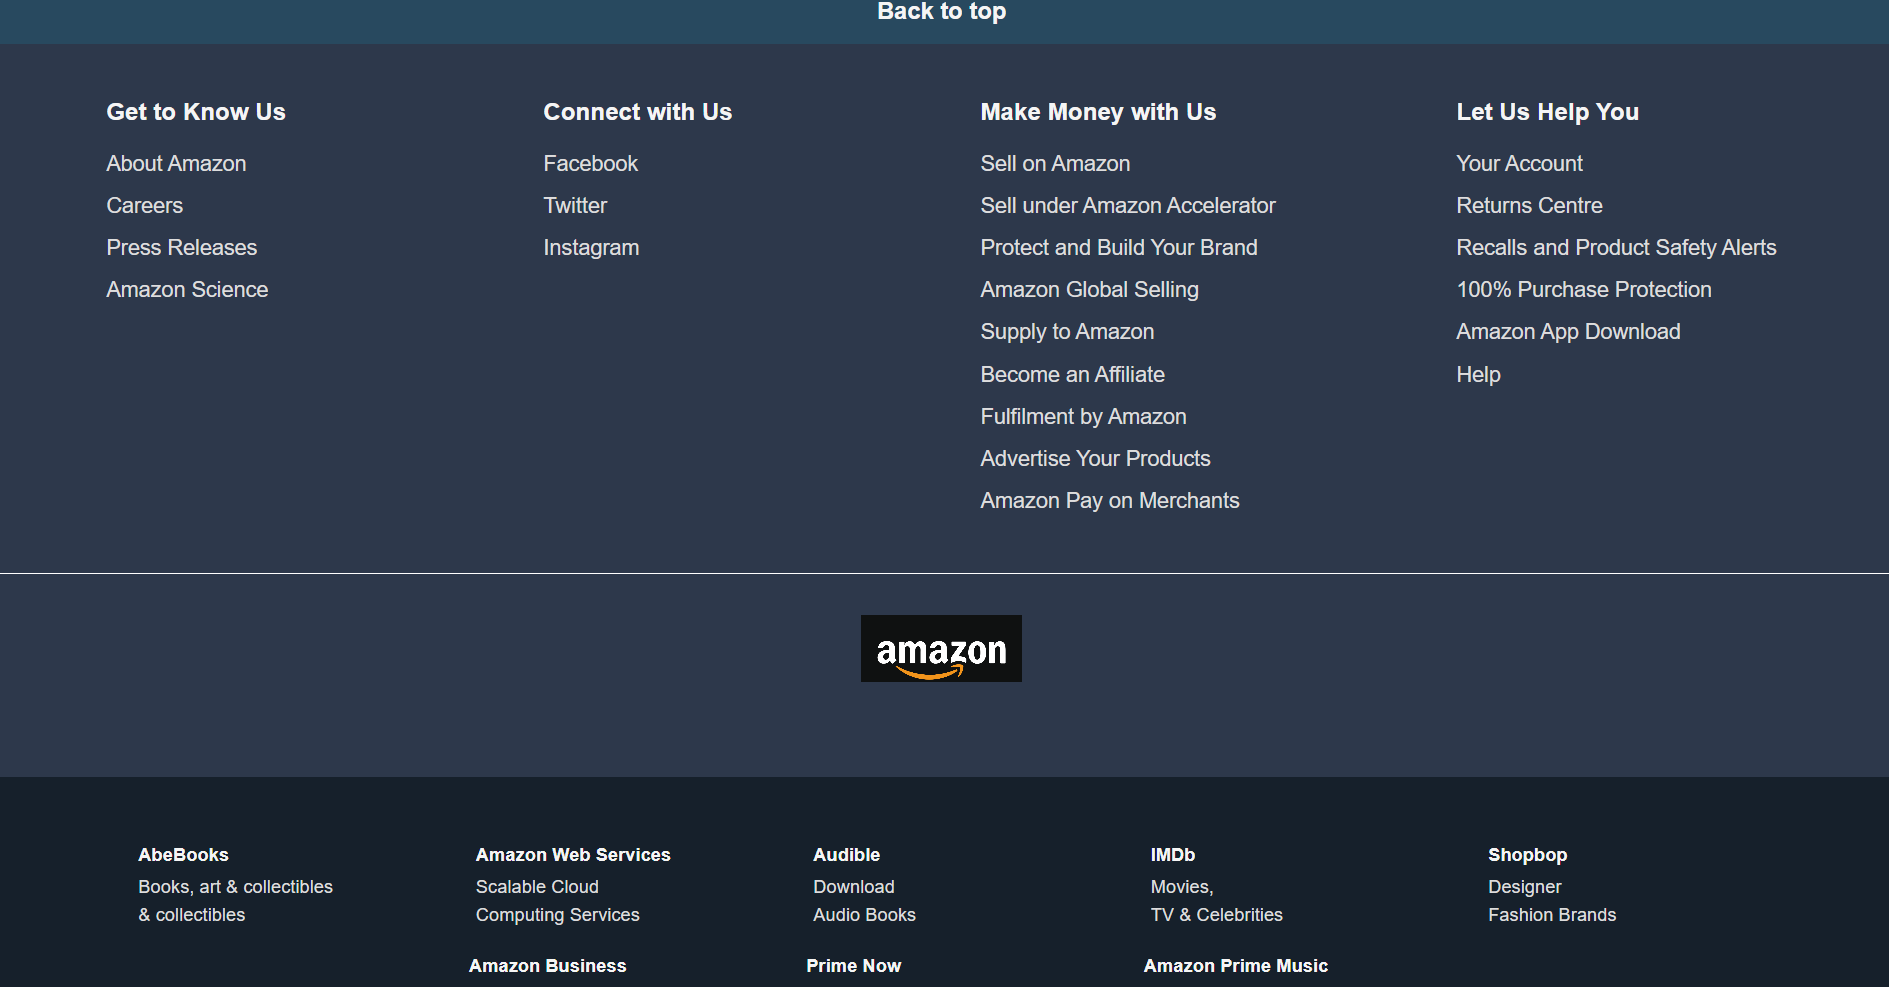 Back to top
Get to Know Us
About Amazon
Careers
Press Releases
Amazon Science
Connect with Us
Facebook
Twitter
Instagram
Make Money with Us
Sell on Amazon
Sell under Amazon Accelerator
Protect and Build Your Brand
Amazon Global Selling
Supply to Amazon
Become an Affiliate
Fulfilment by Amazon
Advertise Your Products
Amazon Pay on Merchants
Let Us Help You
Your Account
Returns Centre
Recalls and Product Safety Alerts
100% Purchase Protection
Amazon App Download
Help
amazon
AbeBooks
Books, art & collectibles
& collectibles
Amazon Web Services
Scalable Cloud
Computing Services
Audible
Download
Audio Books
IMDb
Movies,
TV & Celebrities
Shopbop
Designer
Fashion Brands
Amazon Business
Prime Now
Amazon Prime Music